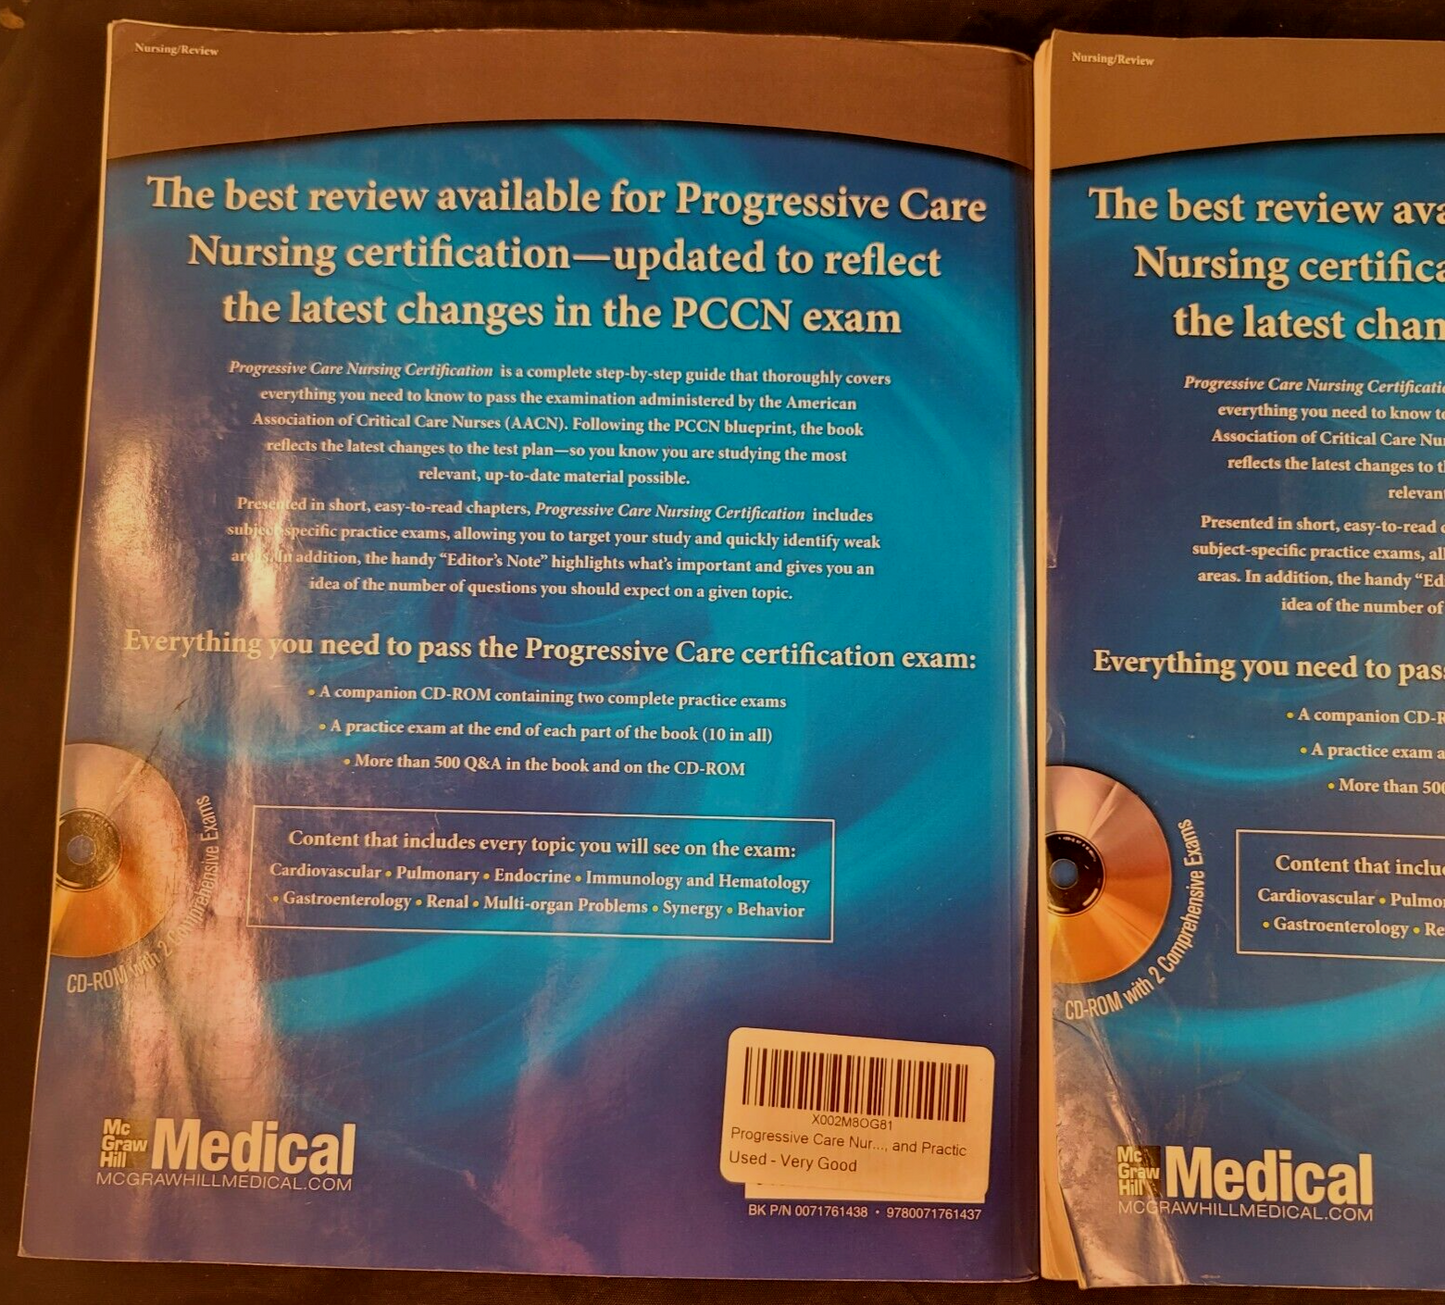 Nursing/Review
The best review available for Progressive Care
Nursing certification—updated to reflect
the latest changes in the PCCN exam
Progressive Care Nursing Certification is a complete step-by-step guide that thoroughly covers
everything you need to know to pass the examination administered by the American
Association of Critical Care Nurses (AACN). Following the PCCN blueprint, the book
reflects the latest changes to the test plan—so you know you are studying the most
relevant, up-to-date material possible.
Presented in short, easy-to-read chapters, Progressive Care Nursing Certification includes
subject-specific practice exams, allowing you to target your study and quickly identify weak
areas. In addition, the handy “Editor’s Note” highlights what’s important and gives you an
idea of the number of questions you should expect on a given topic.
Everything you need to pass the Progressive Care certification exam:
• A companion CD-ROM containing two complete practice exams
• A practice exam at the end of each part of the book (10 in all)
• More than 500 Q&A in the book and on the CD-ROM
CD-ROM with 2 Comprehensive Exams
Content that includes every topic you will see on the exam:
Cardiovascular • Pulmonary • Endocrine • Immunology and Hematology
• Gastroenterology • Renal • Multi-organ Problems • Synergy • Behavior
Mc
Graw
Hill
Medical
MCGRAWHILLMEDICAL.COM
X002M8OG81
Progressive Care Nur..., and Practic
Used - Very Good
BK P/N 0071761438 • 9780071761437
Nursing/Review
The best review ava
Nursing certifica
the latest chan
Progressive Care Nursing Certificatio
everything you need to know to
Association of Critical Care Nur
reflects the latest changes to t
relevan
Presented in short, easy-to-read c
subject-specific practice exams, all
areas. In addition, the handy “Ed
idea of the number of
Everything you need to pass
• A companion CD-R
• A practice exam a
• More than 500
CD-ROM with 2 Comprehensive Exams
Content that inclu
Cardiovascular • Pulmo
• Gastroenterology • Re
Mc
Graw
Hill
Medical
MCGRAWHILLMEDICAL.COM